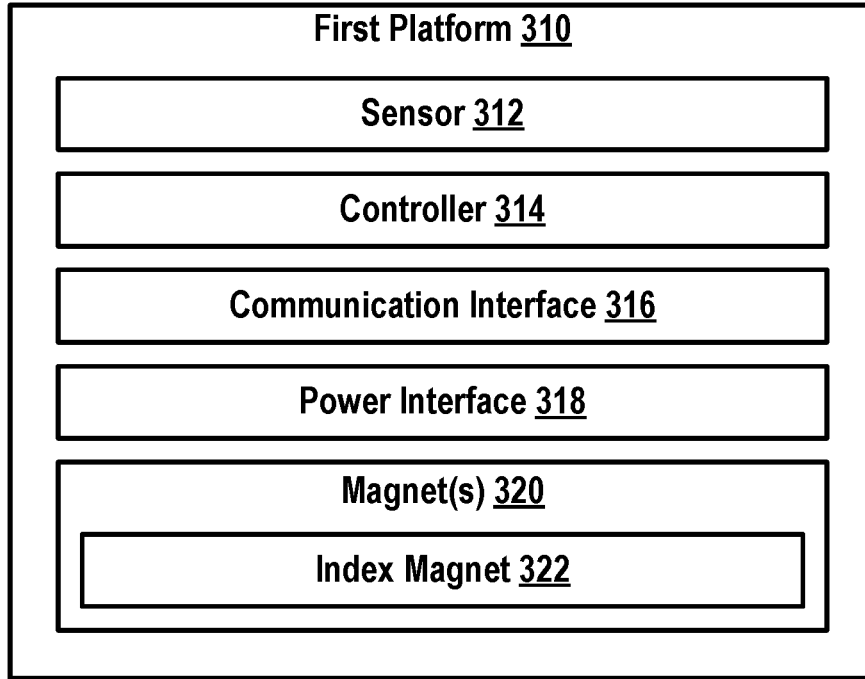 First Platform 310
Sensor 312
Controller 314
Communication Interface 316
Power Interface 318
Magnet(s) 320
Index Magnet 322